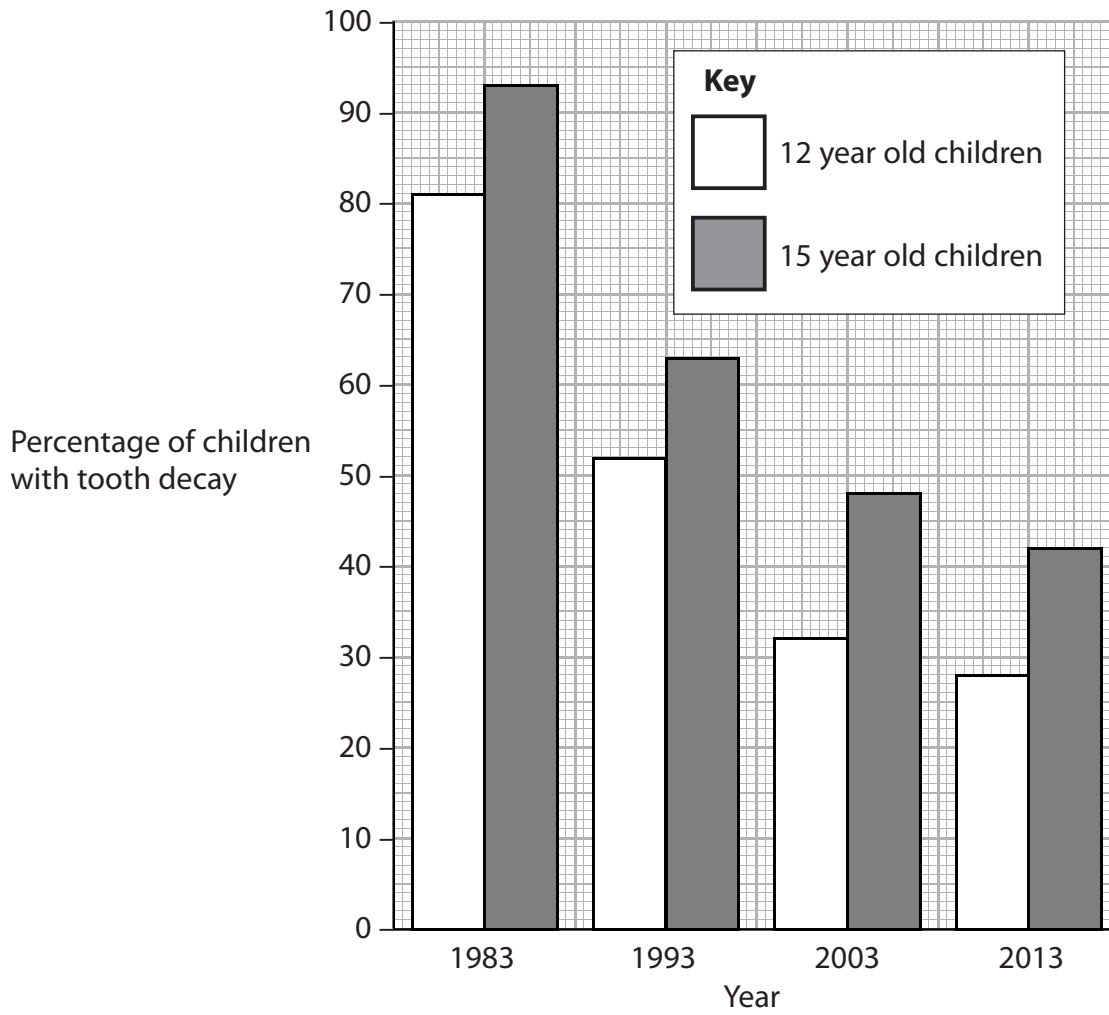 100
90
80
70
60
50
40
30
20
10
0
Percentage of children
with tooth decay
Key
12 year old children
15 year old children
1983 1993 2003 2013
Year